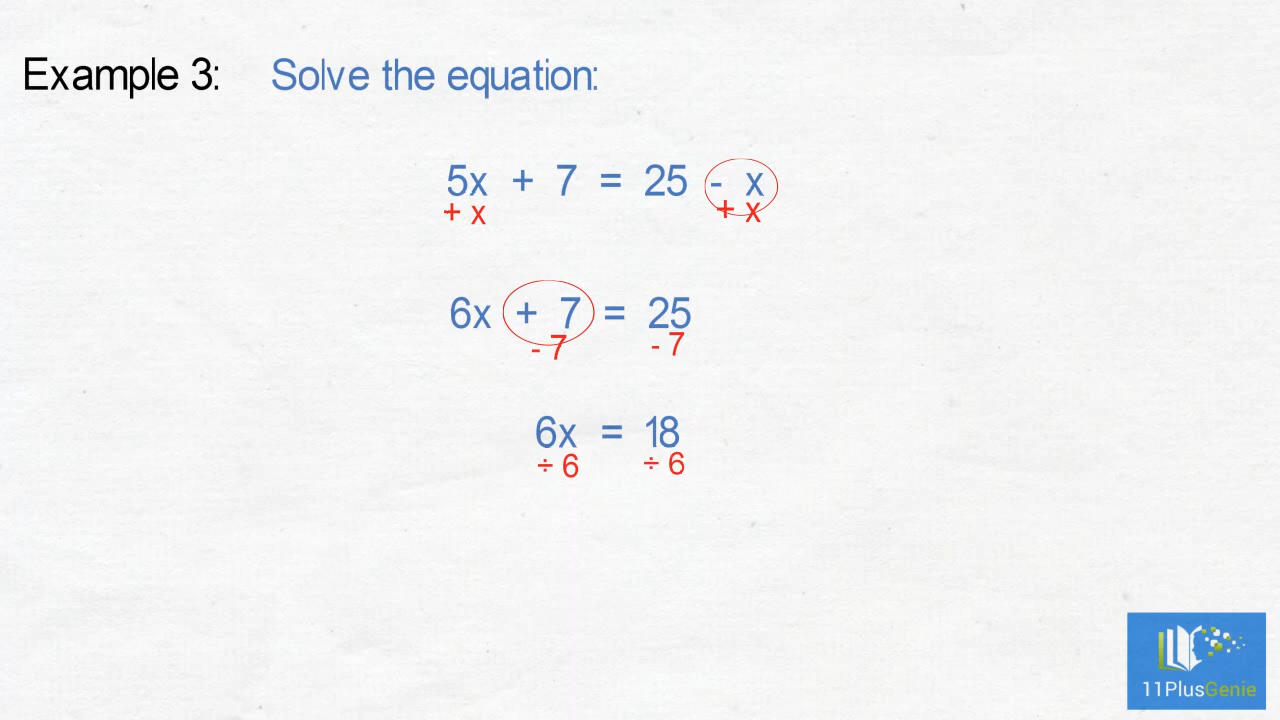 Example 3: Solve the equation:
5x + 7 = 25 - x
+ x + x
6x + 7 = 25
- 7 - 7
6x = 18
÷ 6 ÷ 6
11PlusGenie